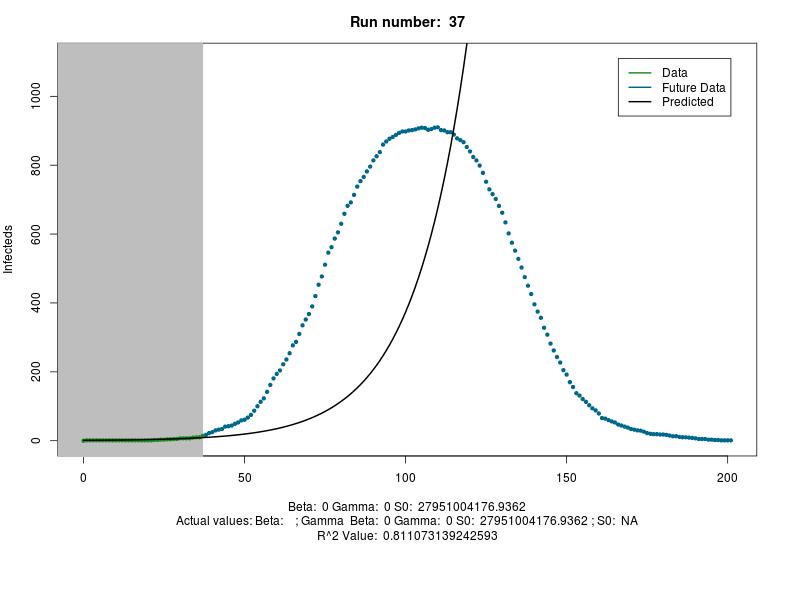 Run number: 37
Data
Future Data
Predicted
Infecteds
1000
800
600
400
200
0
0 50 100 150 200
Beta: 0 Gamma: 0 S0: 27951004176.9362
Actual values: Beta: ; Gamma Beta: 0 Gamma: 0 S0: 27951004176.9362 ; S0: NA
R^2 Value: 0.811073139242593